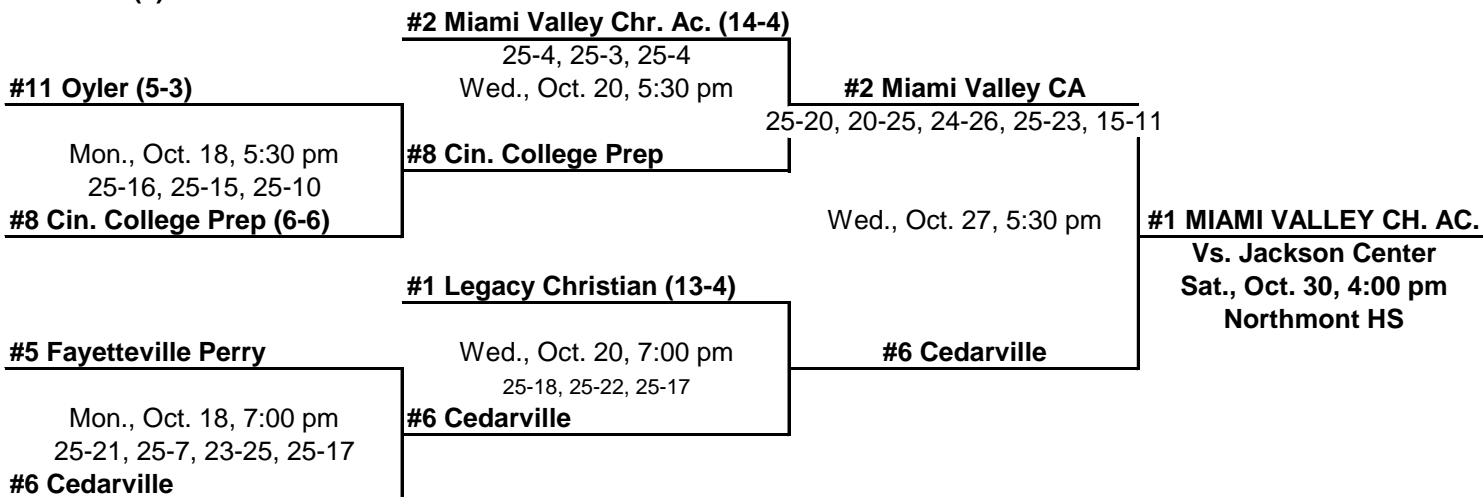 #2 Miami Valley Chr. Ac. (14-4)
25-4, 25-3, 25-4
#11 Oyler (5-3)
Wed., Oct. 20, 5:30 pm
#2 Miami Valley CA
25-20, 20-25, 24-26, 25-23, 15-11
Mon., Oct. 18, 5:30 pm
#8 Cin. College Prep
25-16, 25-15, 25-10
#8 Cin. College Prep (6-6)
Wed., Oct. 27, 5:30 pm
#1 MIAMI VALLEY CH. AC.
Vs. Jackson Center
#1 Legacy Christian (13-4)
Sat., Oct. 30, 4:00 pm
Northmont HS
#5 Fayetteville Perry
Wed., Oct. 20, 7:00 pm
#6 Cedarville
25-18, 25-22, 25-17
Mon., Oct. 18, 7:00 pm
#6 Cedarville
25-21, 25-7, 23-25, 25-17
#6 Cedarville